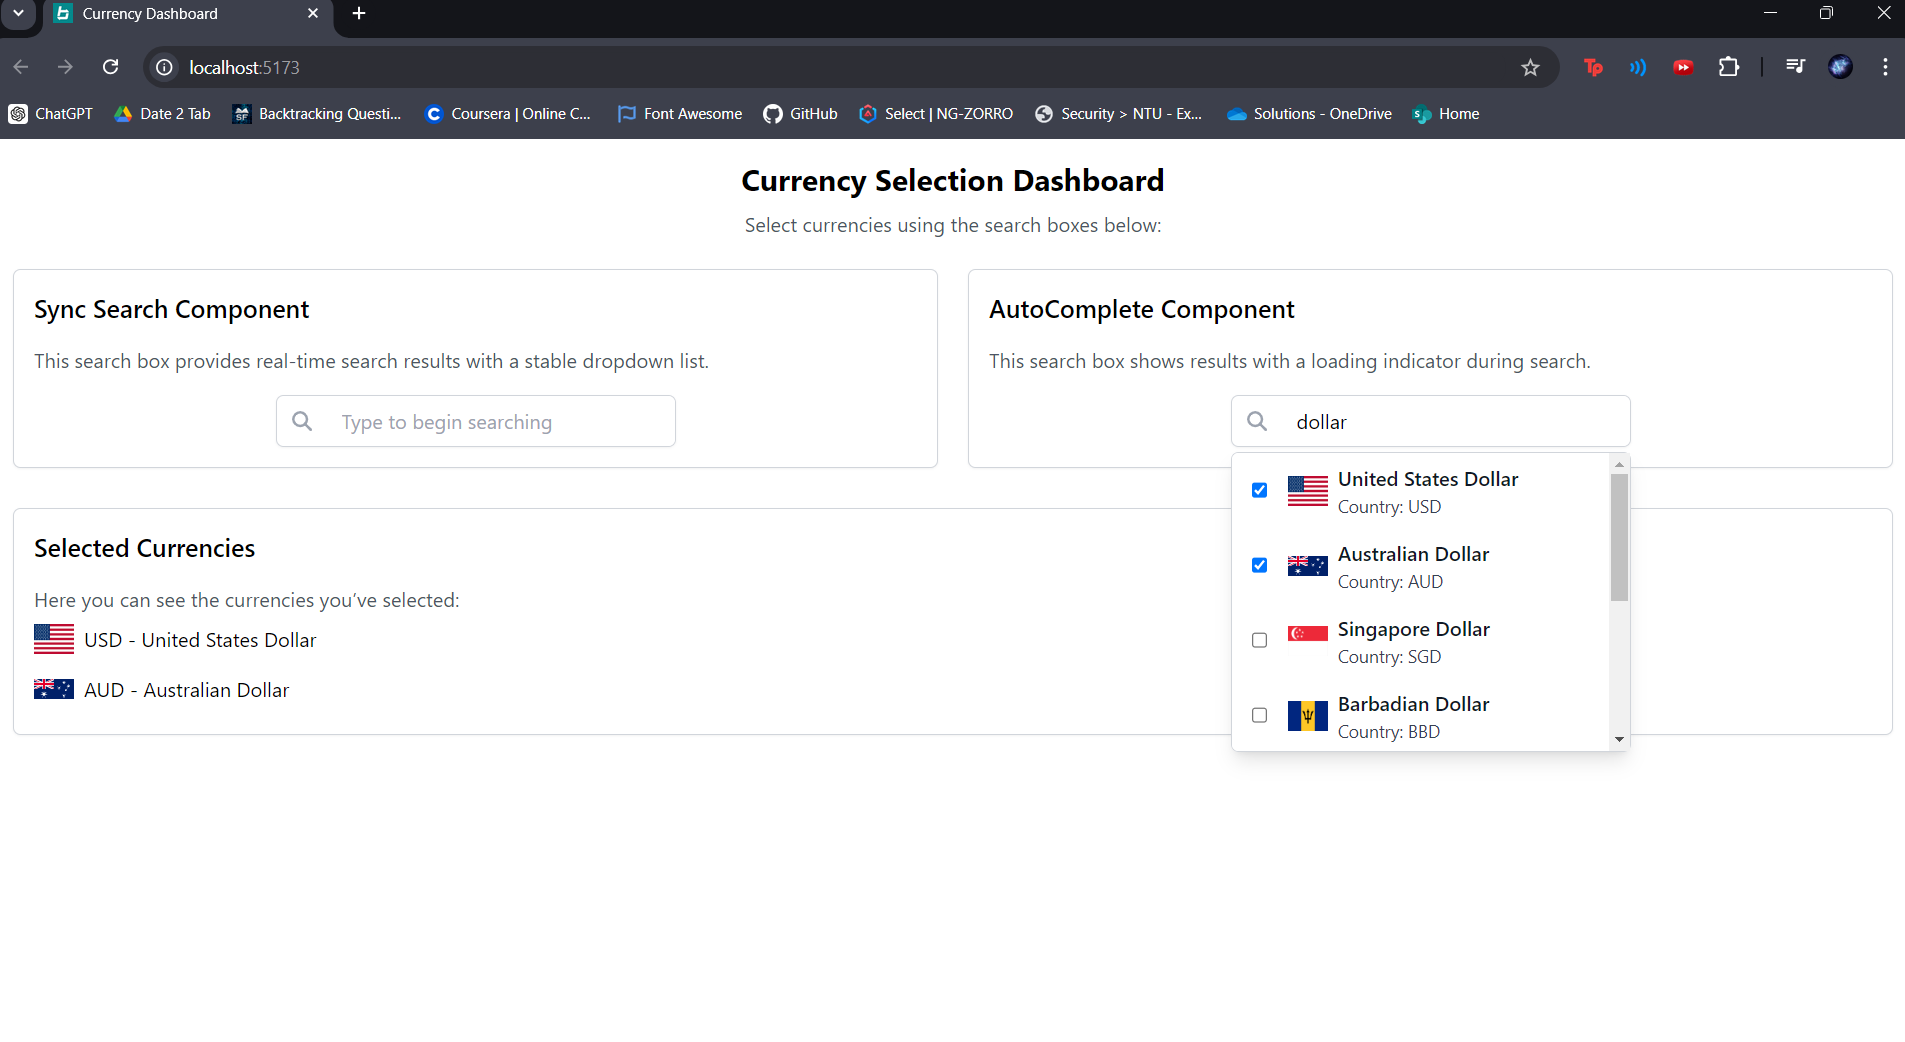 Currency Dashboard
localhost:5173
Tp
ChatGPT
Date 2 Tab
Backtracking Questi...
Coursera | Online C...
Font Awesome
GitHub
Select | NG-ZORRO
Security > NTU - Ex...
Solutions - OneDrive
Home
Currency Selection Dashboard
Select currencies using the search boxes below:
Sync Search Component
This search box provides real-time search results with a stable dropdown list.
Type to begin searching
AutoComplete Component
This search box shows results with a loading indicator during search.
dollar
United States Dollar
Country: USD
Australian Dollar
Country: AUD
Singapore Dollar
Country: SGD
Barbadian Dollar
Country: BBD
Selected Currencies
Here you can see the currencies you’ve selected:
USD - United States Dollar
AUD - Australian Dollar